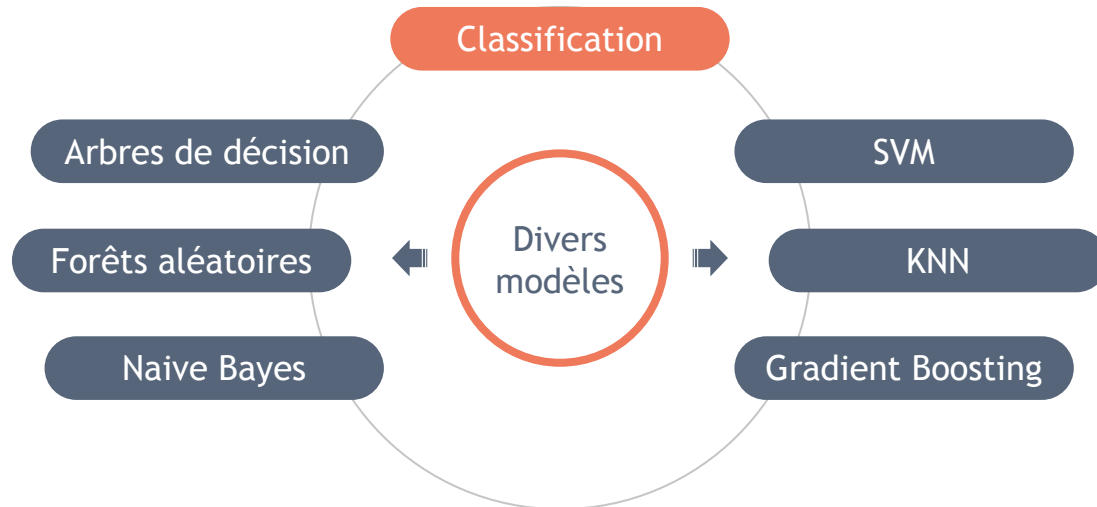 Classification
Arbres de décision
SVM
Divers
modèles
Forêts aléatoires
KNN
Naive Bayes
Gradient Boosting